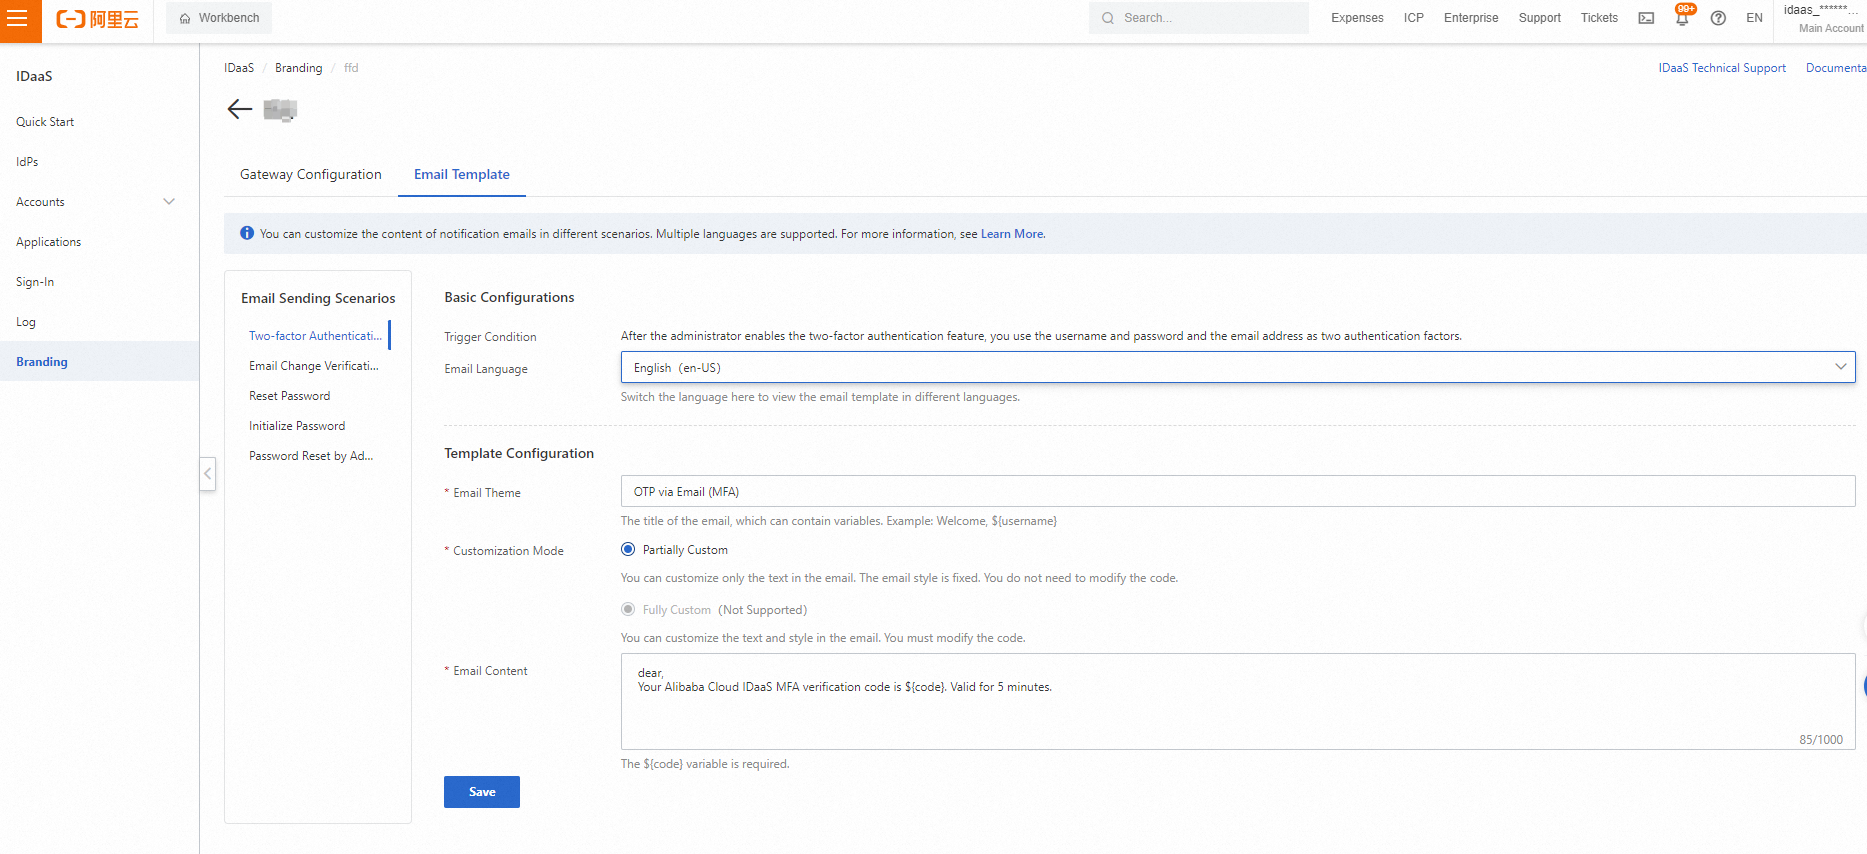 阿里云
Workbench
Search...
Expenses
ICP
Enterprise
Support
Tickets
99+
EN
idaas_******...
Main Account
IDaaS
Quick Start
IdPs
Accounts
Applications
Sign-In
Log
Branding
IDaaS / Branding / ffd
IDaaS Technical Support
Documenta
Gateway Configuration
Email Template
You can customize the content of notification emails in different scenarios. Multiple languages are supported. For more information, see Learn More.
Email Sending Scenarios
Two-factor Authenticati...
Email Change Verificati...
Reset Password
Initialize Password
Password Reset by Ad...
Basic Configurations
Trigger Condition
After the administrator enables the two-factor authentication feature, you use the username and password and the email address as two authentication factors.
Email Language
English (en-US)
Switch the language here to view the email template in different languages.
Template Configuration
* Email Theme
OTP via Email (MFA)
The title of the email, which can contain variables. Example: Welcome, ${username}
* Customization Mode
Partially Custom
You can customize only the text in the email. The email style is fixed. You do not need to modify the code.
Fully Custom (Not Supported)
You can customize the text and style in the email. You must modify the code.
* Email Content
dear,
Your Alibaba Cloud IDaaS MFA verification code is ${code}. Valid for 5 minutes.
85/1000
The ${code} variable is required.
Save